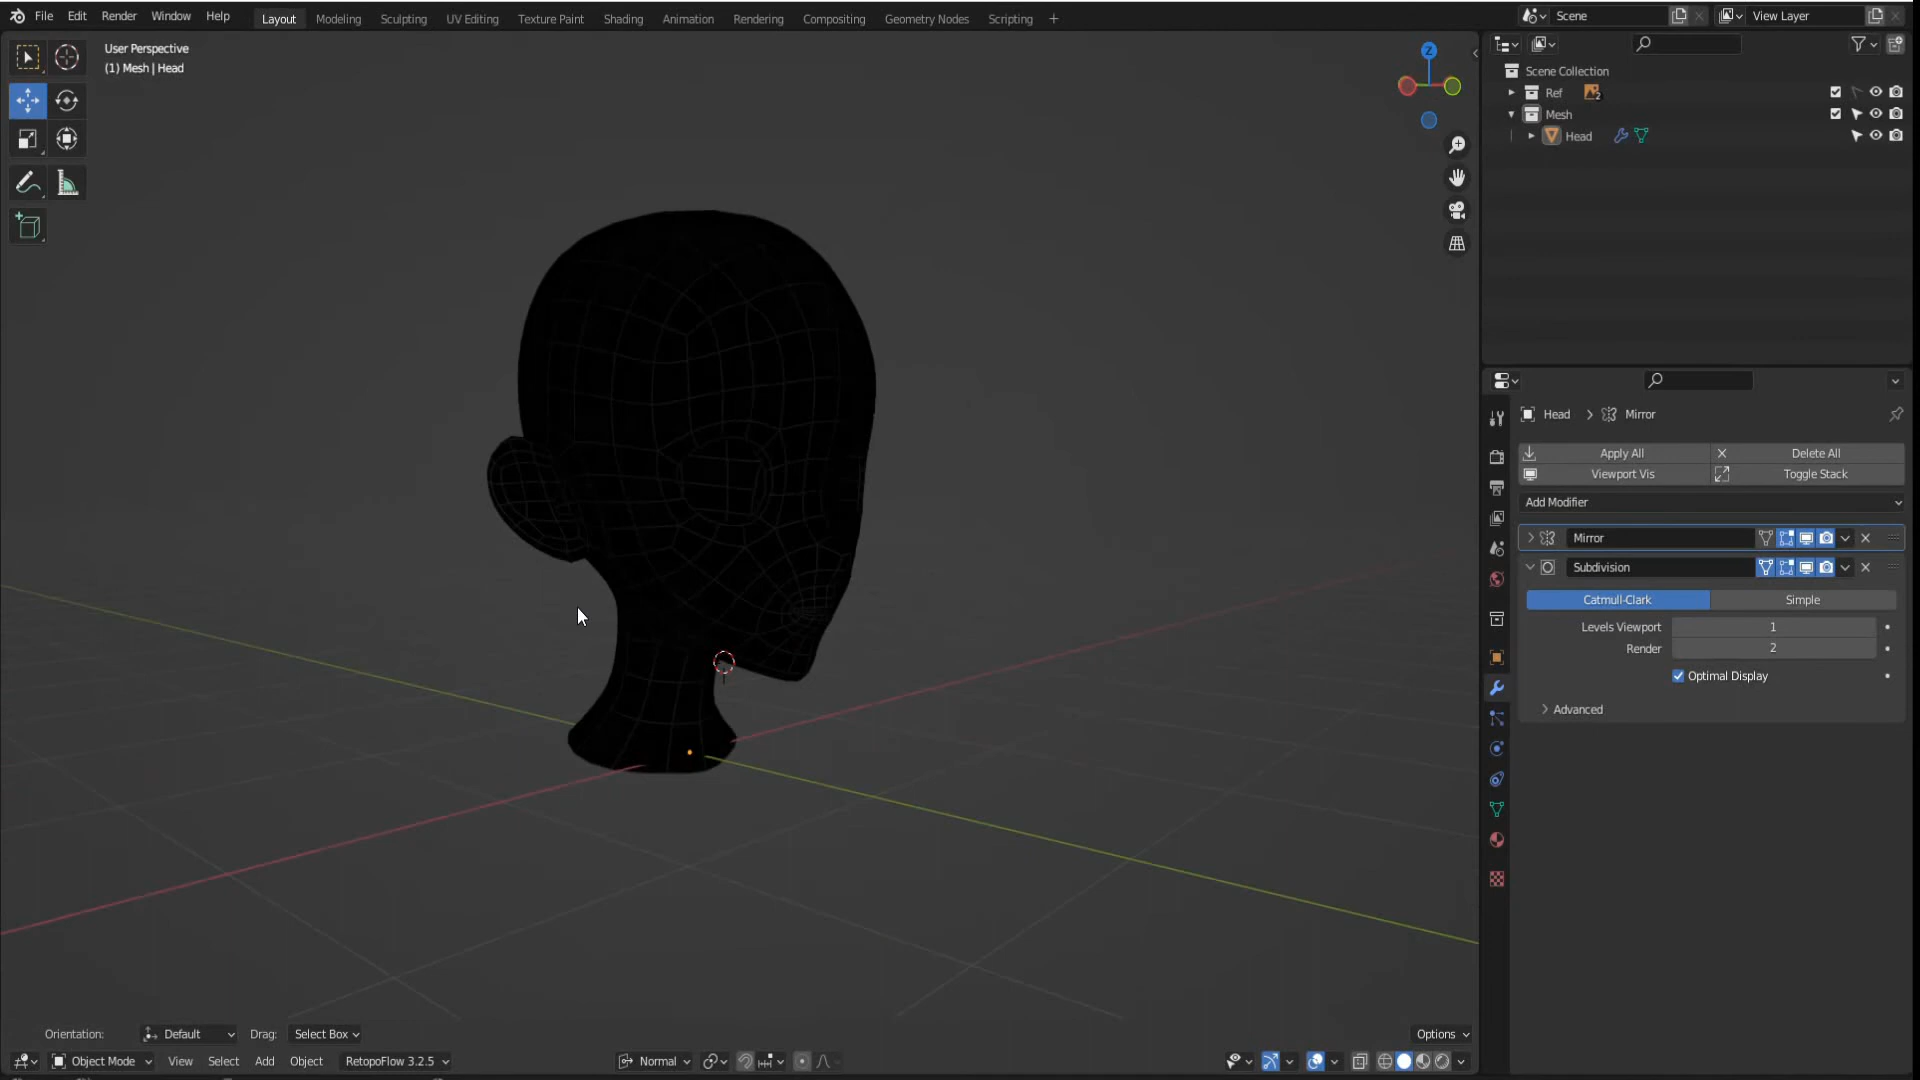 File Edit Render Window Help Layout Modeling Sculpting UV Editing Texture Paint Shading Animation Rendering Compositing Geometry Nodes Scripting + Scene View Layer
User Perspective
(1) Mesh | Head
Z
Scene Collection
Ref 2
Mesh
Head
Head > Mirror
Apply All Delete All
Viewport Vis Toggle Stack
Add Modifier
Mirror
Subdivision
Catmull-Clark Simple
Levels Viewport 1
Render 2
Optimal Display
Advanced
Orientation: Default Drag: Select Box Options
Object Mode View Select Add Object RetopoFlow 3.2.5 Normal